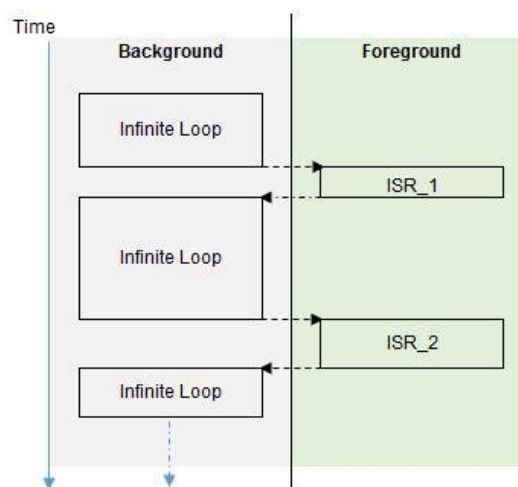 Time
Background
Foreground
Infinite Loop
ISR_1
Infinite Loop
ISR_2
Infinite Loop